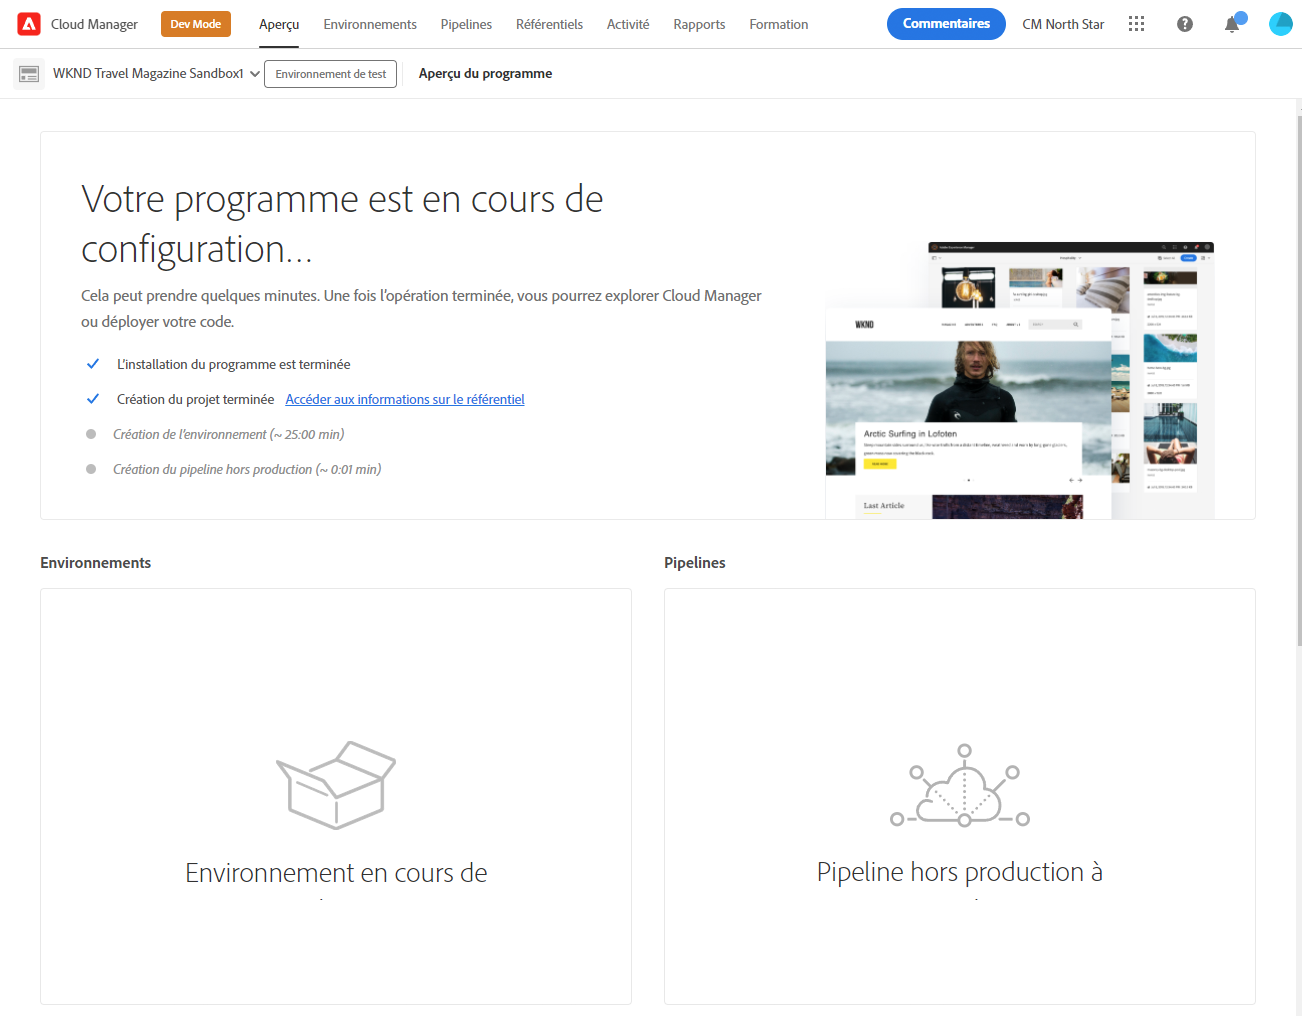 Cloud Manager
Dev Mode
Aperçu
Environnements
Pipelines
Référentiels
Activité
Rapports
Formation
Commentaires
CM North Star
WKND Travel Magazine Sandbox1
Environnement de test
Aperçu du programme
Votre programme est en cours de
configuration...
Cela peut prendre quelques minutes. Une fois l'opération terminée, vous pourrez explorer Cloud Manager
ou déployer votre code.
L'installation du programme est terminée
Création du projet terminée Accéder aux informations sur le référentiel
Création de l'environnement (~ 25:00 min)
Création du pipeline hors production (~ 0:01 min)
WKND
Arctic Surfing in Lofoten
Last Article
Environnements
Pipelines
Environnement en cours de
Pipeline hors production à